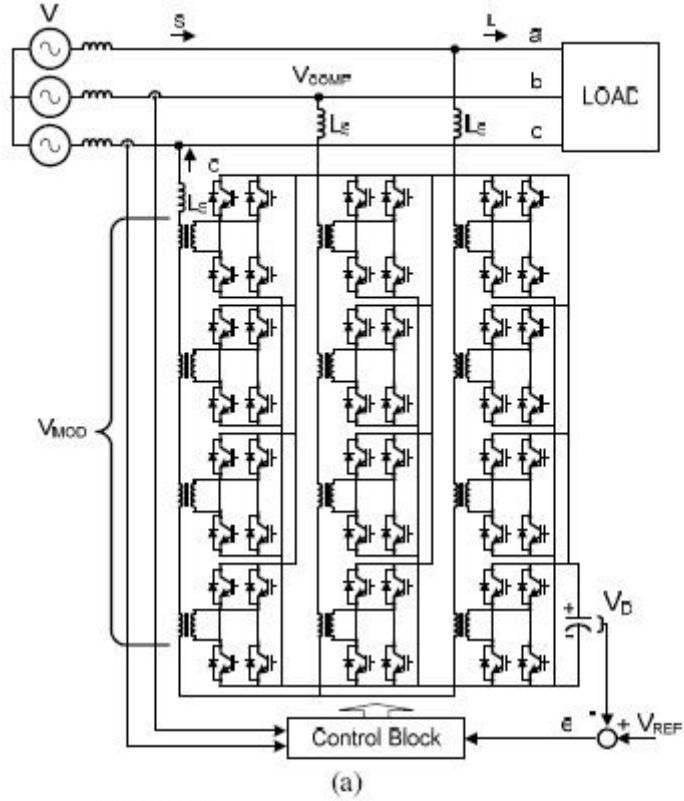 V
S
L
a
b
c
LOAD
VCOMP
LS
LS
C
LS
VMOD
+
-
VD
Control Block
e
-
+ VREF
(a)